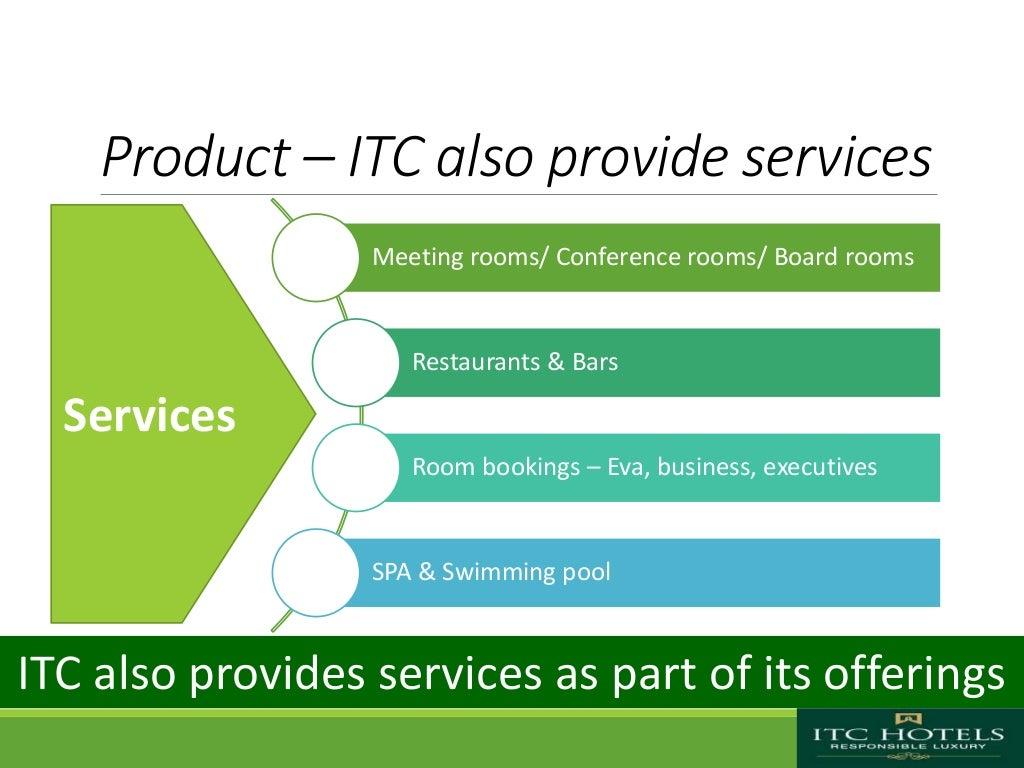 Product – ITC also provide services
Services
Meeting rooms/ Conference rooms/ Board rooms
Restaurants & Bars
Room bookings – Eva, business, executives
SPA & Swimming pool
ITC also provides services as part of its offerings
ITC HOTELS
RESPONSIBLE LUXURY